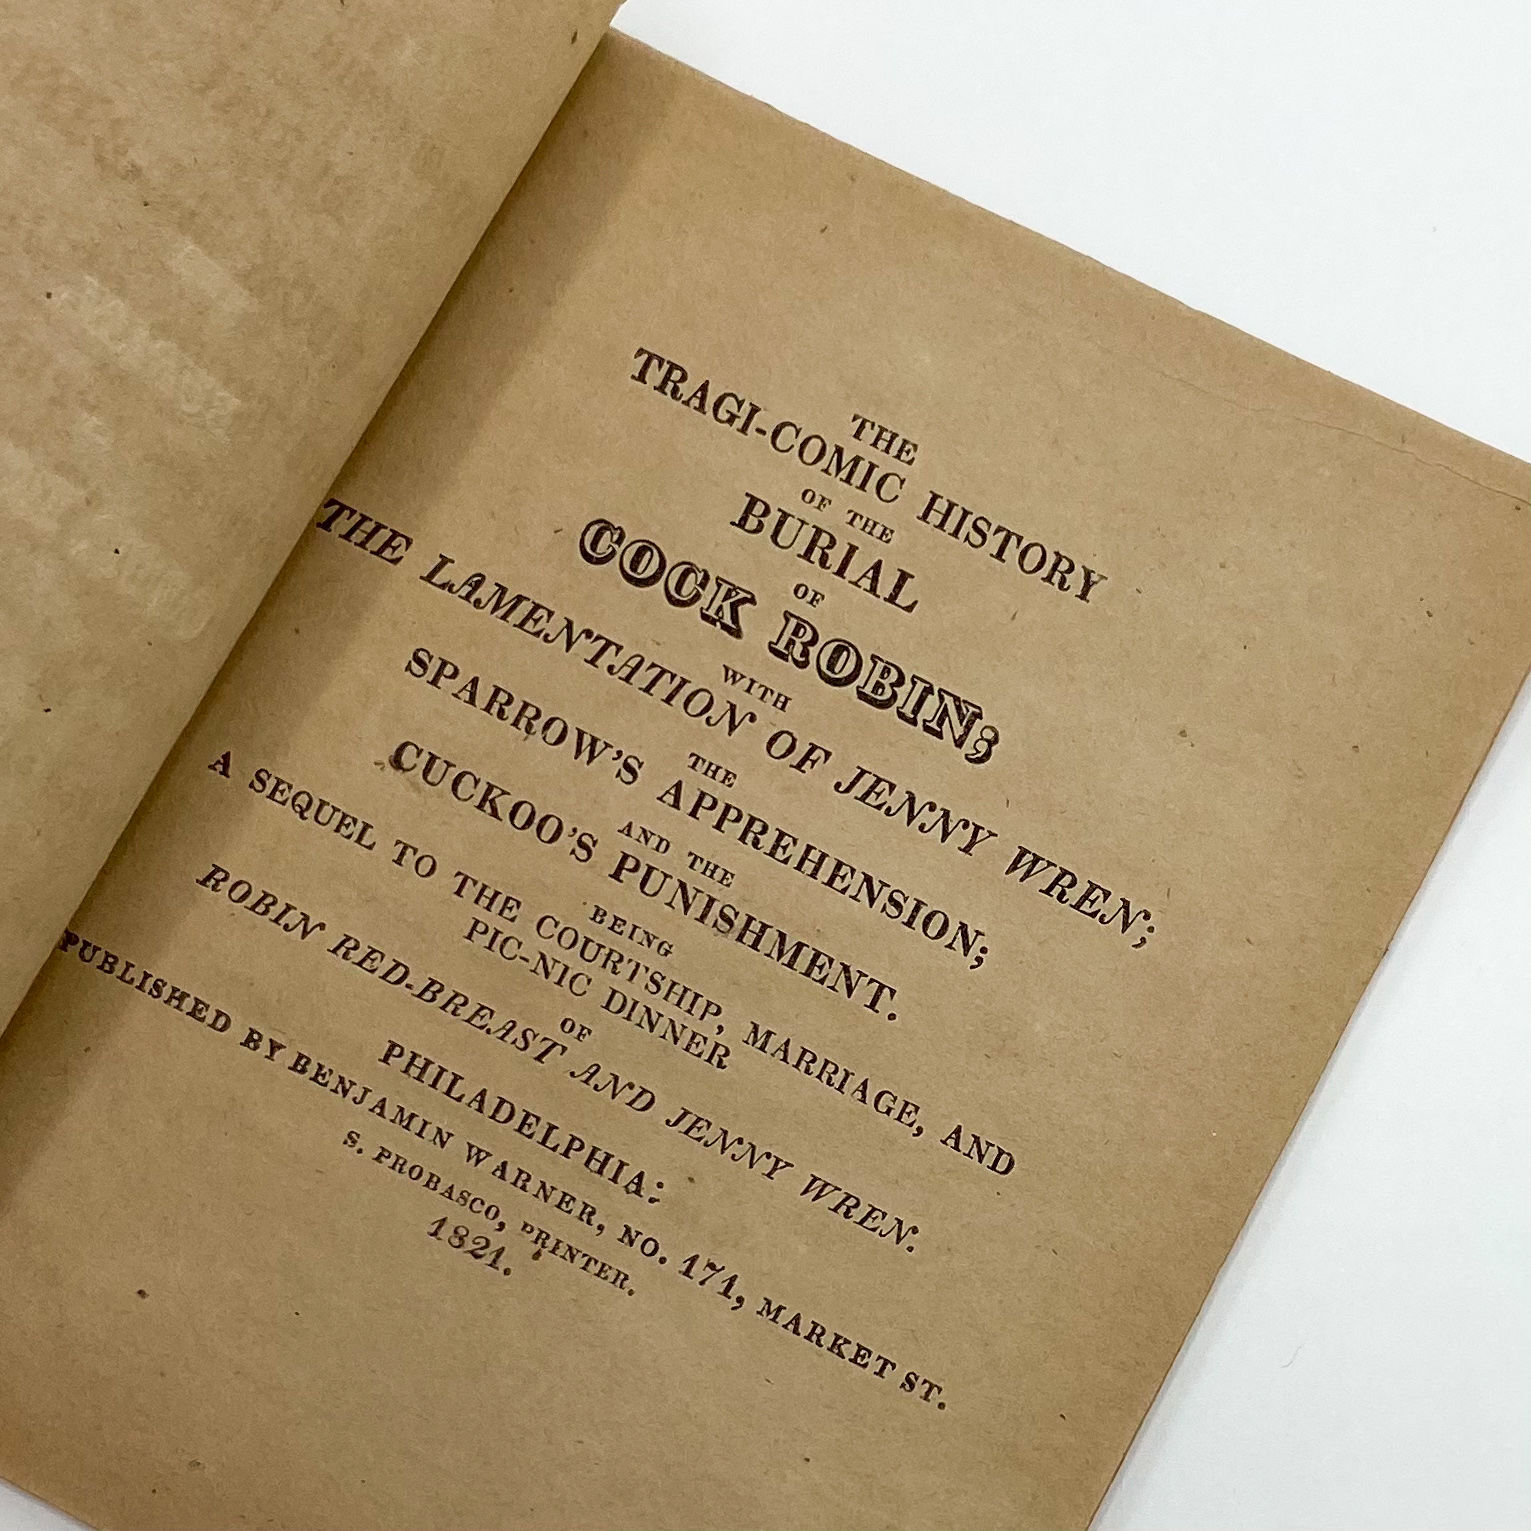 THE
TRAGI-COMIC HISTORY
OF THE
BURIAL
OF
COCK ROBIN;
WITH
THE LAMENTATION OF JENNY WREN;
THE
SPARROW'S APPREHENSION;
AND THE
CUCKOO'S PUNISHMENT.
BEING
A SEQUEL TO THE COURTSHIP, MARRIAGE, AND
PIC-NIC DINNER
OF
ROBIN RED-BREAST AND JENNY WREN.
PHILADELPHIA:
PUBLISHED BY BENJAMIN WARNER, NO. 171, MARKET ST.
S. PROBASCO, PRINTER.
1821.